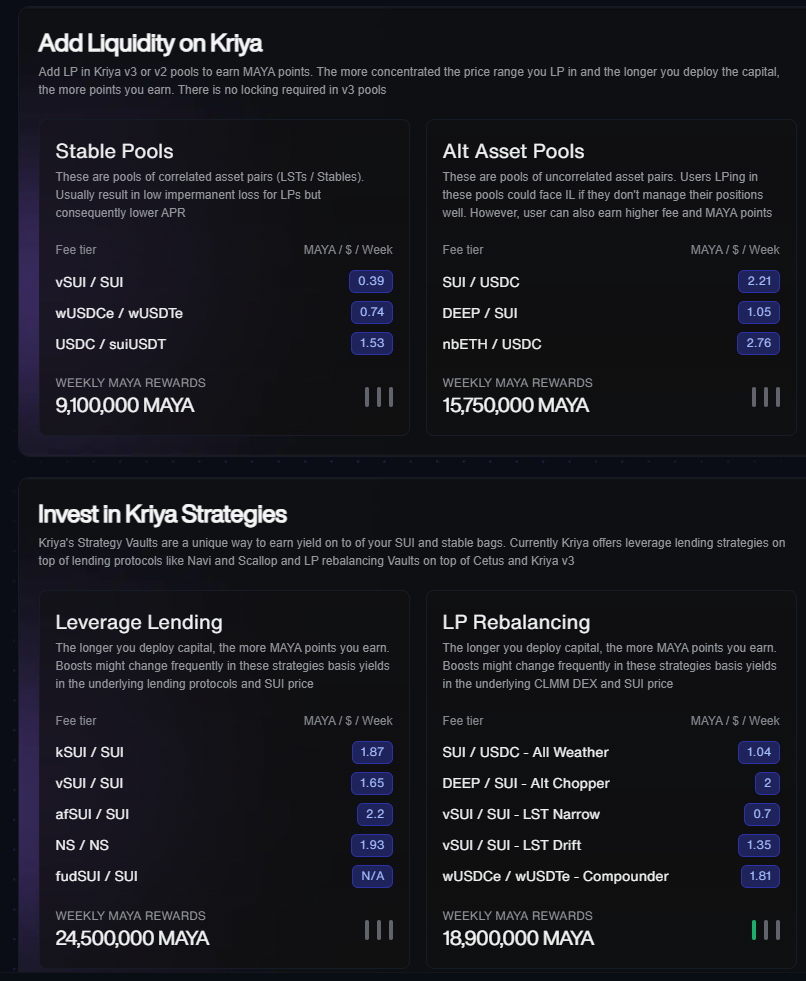 Add Liquidity on Kriya
Add LP in Kriya v3 or v2 pools to earn MAYA points. The more concentrated the price range you LP in and the longer you deploy the capital,
the more points you earn. There is no locking required in v3 pools
Stable Pools
These are pools of correlated asset pairs (LSTs / Stables).
Usually result in low impermanent loss for LPs but
consequently lower APR
Fee tier MAYA / $ / Week
vSUI / SUI 0.39
wUSDCe / wUSDTe 0.74
USDC / suiUSDT 1.53
WEEKLY MAYA REWARDS
9,100,000 MAYA
Alt Asset Pools
These are pools of uncorrelated asset pairs. Users LPing in
these pools could face IL if they don't manage their positions
well. However, user can also earn higher fee and MAYA points
Fee tier MAYA / $ / Week
SUI / USDC 2.21
DEEP / SUI 1.05
nbETH / USDC 2.76
WEEKLY MAYA REWARDS
15,750,000 MAYA
Invest in Kriya Strategies
Kriya's Strategy Vaults are a unique way to earn yield on to of your SUI and stable bags. Currently Kriya offers leverage lending strategies on
top of lending protocols like Navi and Scallop and LP rebalancing Vaults on top of Cetus and Kriya v3
Leverage Lending
The longer you deploy capital, the more MAYA points you earn.
Boosts might change frequently in these strategies basis yields
in the underlying lending protocols and SUI price
Fee tier MAYA / $ / Week
kSUI / SUI 1.87
vSUI / SUI 1.65
afSUI / SUI 2.2
NS / NS 1.93
fudSUI / SUI N/A
WEEKLY MAYA REWARDS
24,500,000 MAYA
LP Rebalancing
The longer you deploy capital, the more MAYA points you earn.
Boosts might change frequently in these strategies basis yields
in the underlying CLMM DEX and SUI price
Fee tier MAYA / $ / Week
SUI / USDC - All Weather 1.04
DEEP / SUI - Alt Chopper 2
vSUI / SUI - LST Narrow 0.7
vSUI / SUI - LST Drift 1.35
wUSDCe / wUSDTe - Compounder 1.81
WEEKLY MAYA REWARDS
18,900,000 MAYA